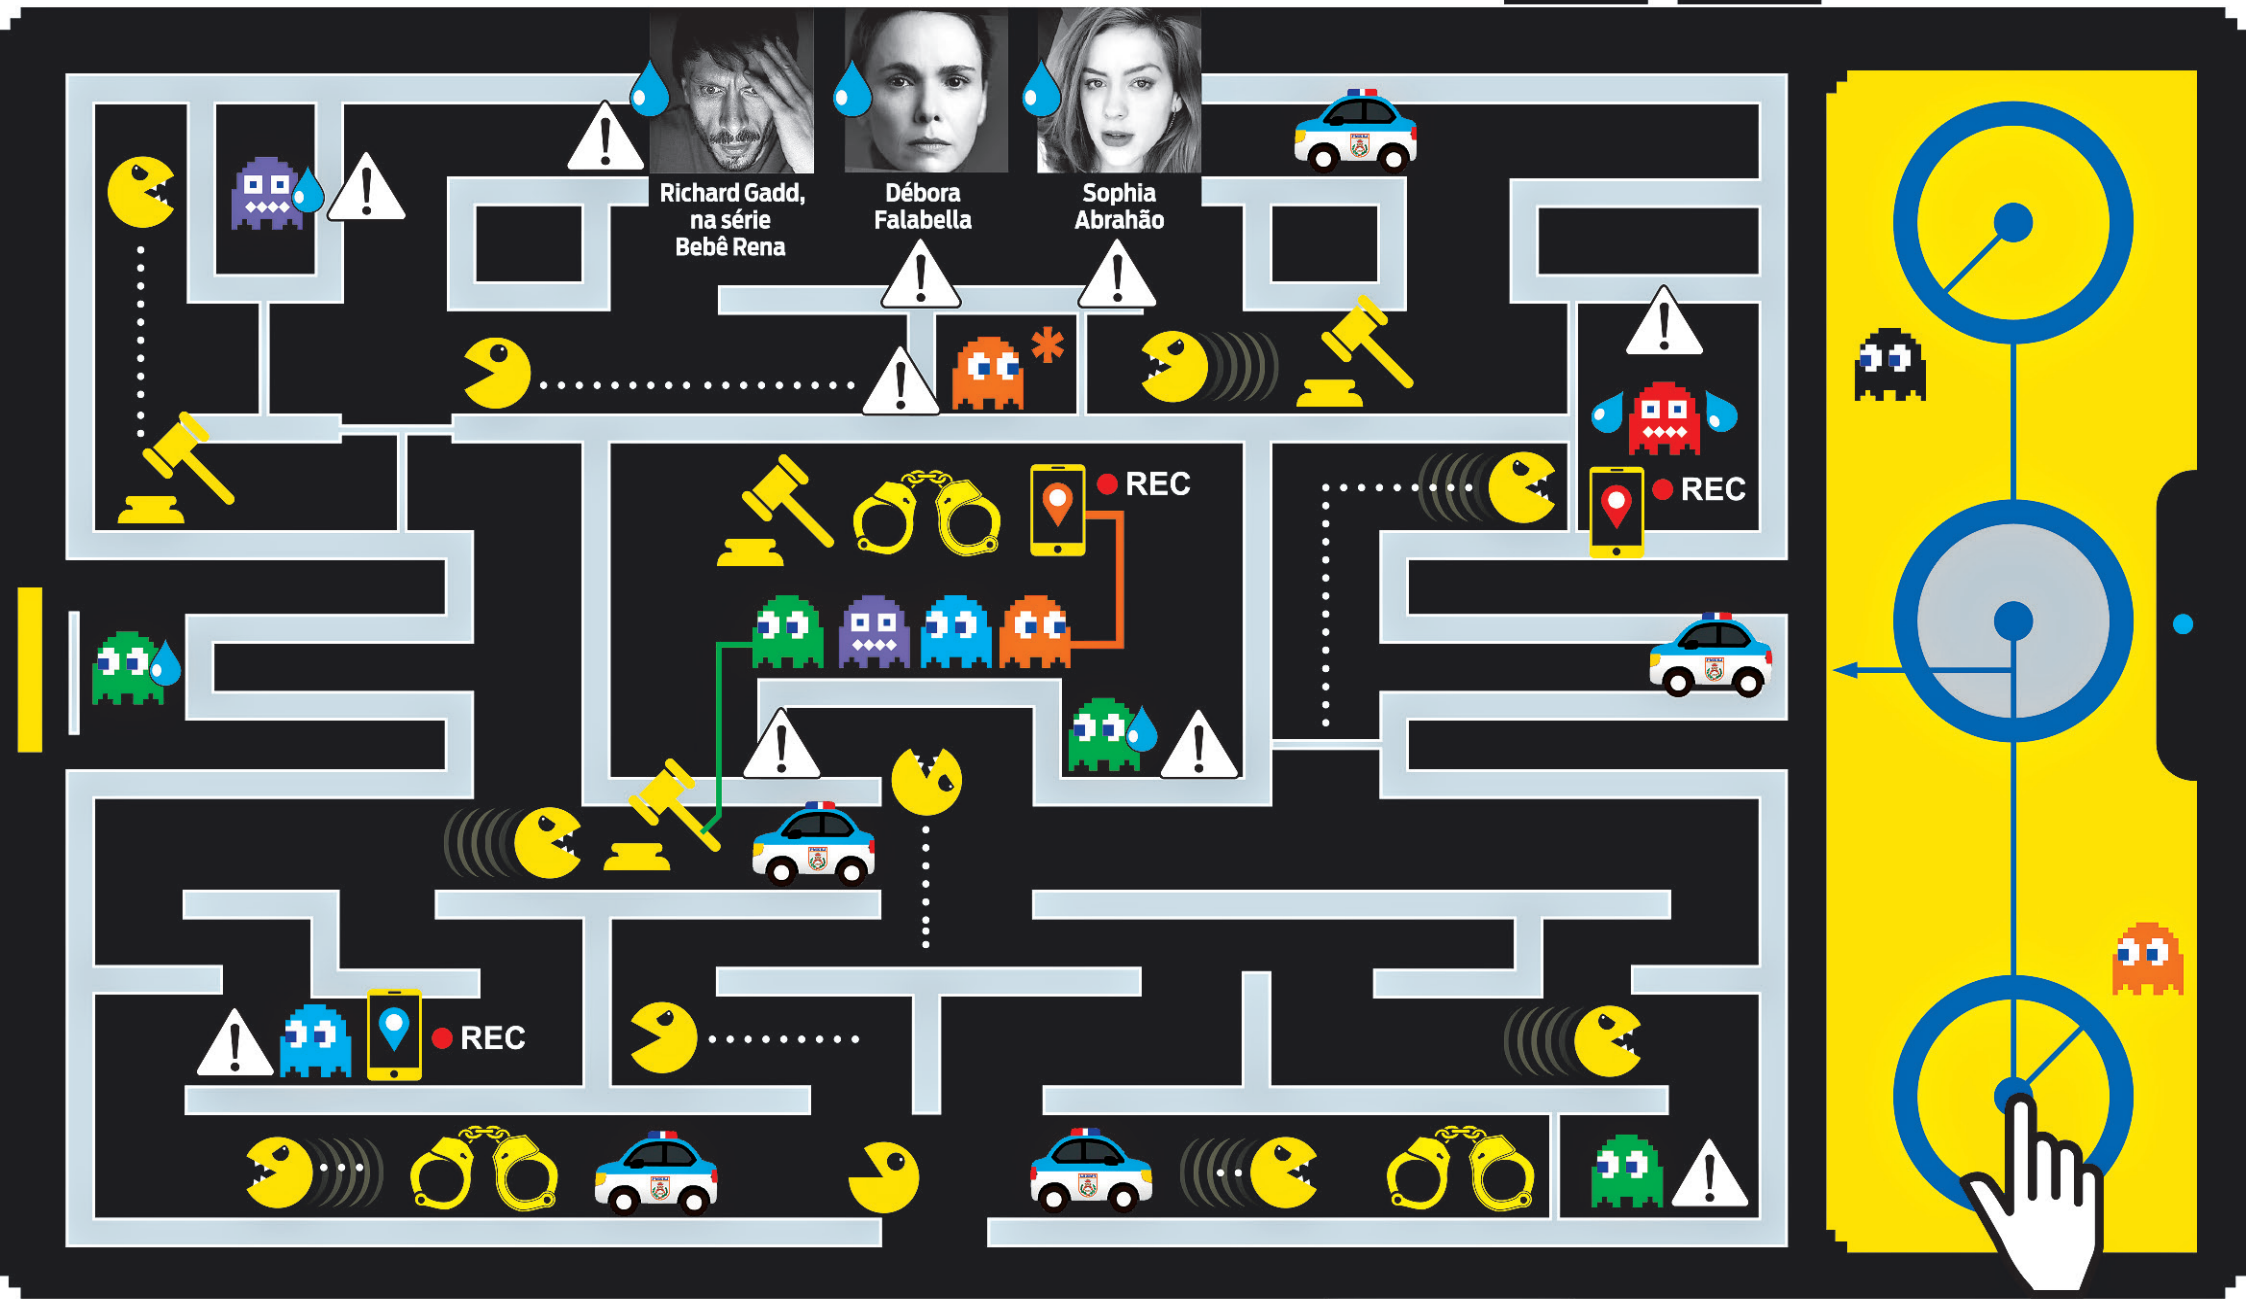 Richard Gadd,
na série
Bebê Rena
Débora
Falabella
Sophia
Abrahão
*
REC
REC
REC